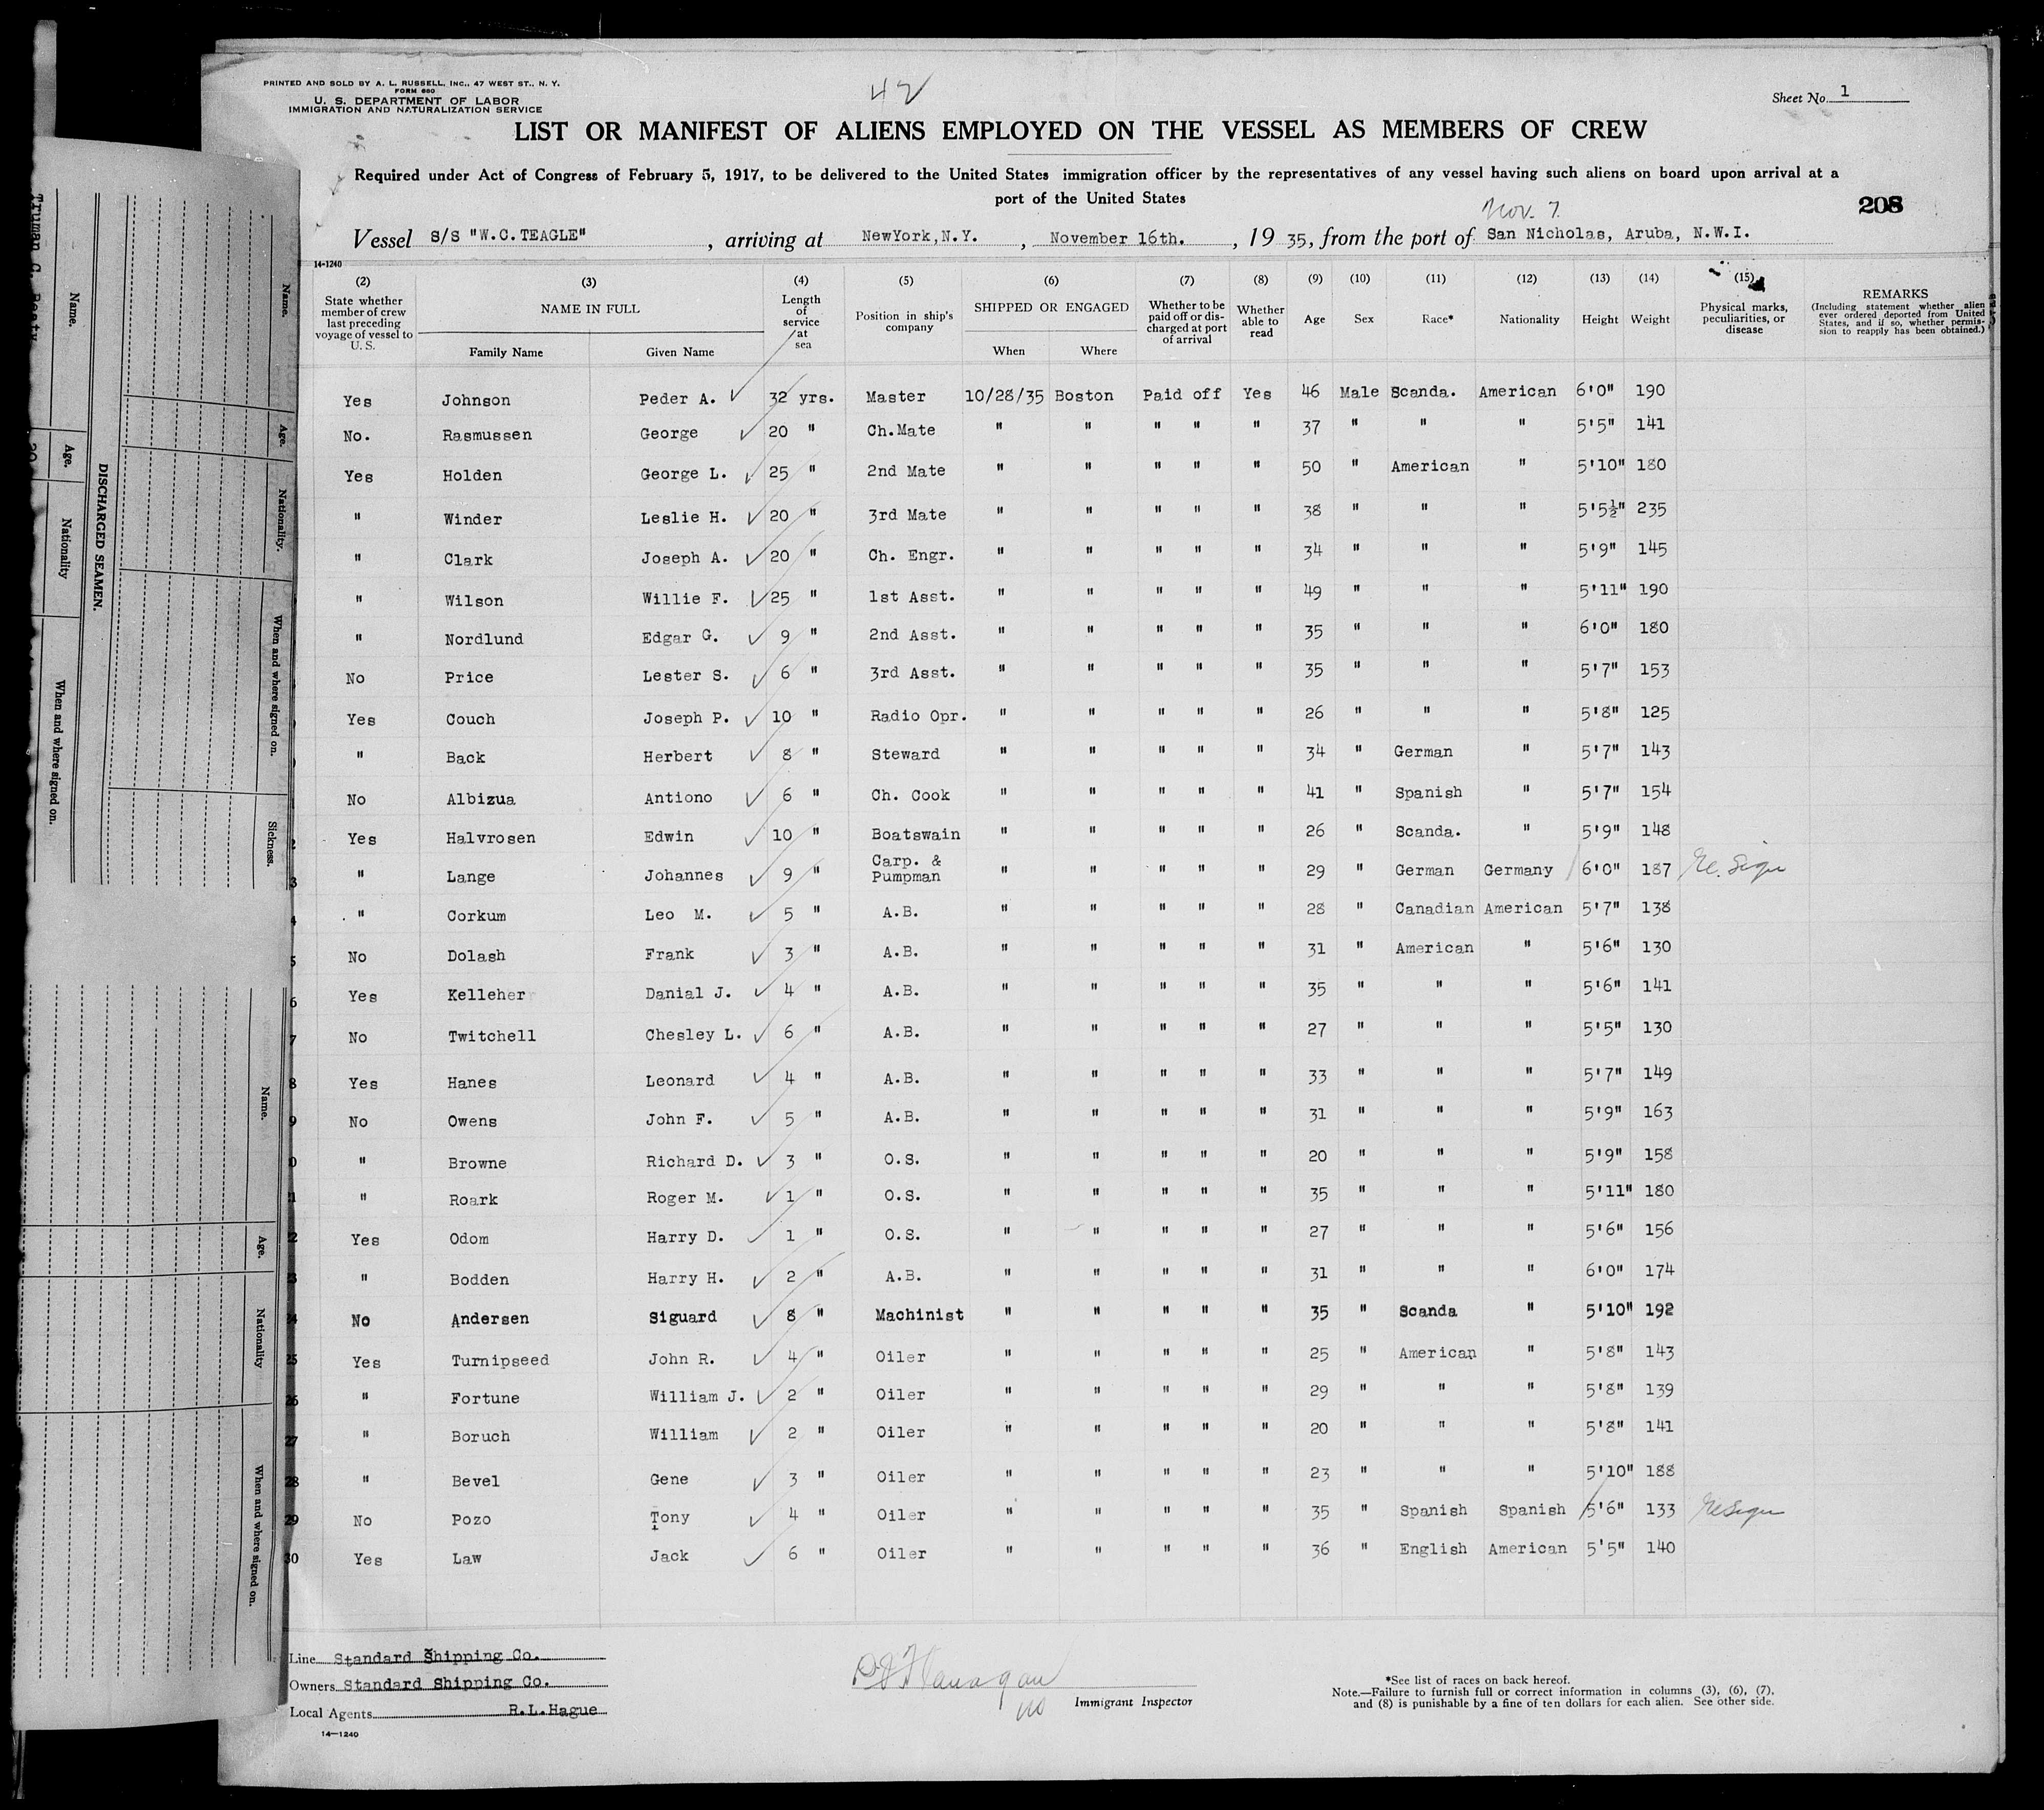 PRINTED AND SOLD BY A. L. RUSSELL, INC., 47 WEST ST., N. Y.
FORM 680
U. S. DEPARTMENT OF LABOR
IMMIGRATION AND NATURALIZATION SERVICE
42
Sheet No. 1
LIST OR MANIFEST OF ALIENS EMPLOYED ON THE VESSEL AS MEMBERS OF CREW
Required under Act of Congress of February 5, 1917, to be delivered to the United States immigration officer by the representatives of any vessel having such aliens on board upon arrival at a
port of the United States
208
Nov. 7.
Vessel S/S "W.C.TEAGLE", arriving at NewYork,N.Y., November 16th., 1935, from the port of San Nicholas, Aruba, N.W.I.
14-1240
(2) (3) (4) (5) (6) (7) (8) (9) (10) (11) (12) (13) (14) (15)
State whether member of crew last preceding voyage of vessel to U. S. NAME IN FULL Family Name Given Name Length of service at sea Position in ship's company SHIPPED OR ENGAGED When Where Whether to be paid off or discharged at port of arrival Whether able to read Age Sex Race* Nationality Height Weight Physical marks, peculiarities, or disease REMARKS (Including statement whether alien ever ordered deported from United States, and if so, whether permission to reapply has been obtained.)
Yes Johnson Peder A. 32 yrs. Master 10/28/35 Boston Paid off Yes 46 Male Scanda. American 6'0" 190
No. Rasmussen George 20 " Ch.Mate " " " " " 37 " " " 5'5" 141
Yes Holden George L. 25 " 2nd Mate " " " " " 50 " American " 5'10" 180
" Winder Leslie H. 20 " 3rd Mate " " " " " 38 " " " 5'5½" 235
" Clark Joseph A. 20 " Ch. Engr. " " " " " 34 " " " 5'9" 145
" Wilson Willie F. 25 " 1st Asst. " " " " " 49 " " " 5'11" 190
" Nordlund Edgar G. 9 " 2nd Asst. " " " " " 35 " " " 6'0" 180
No Price Lester S. 6 " 3rd Asst. " " " " " 35 " " " 5'7" 153
Yes Couch Joseph P. 10 " Radio Opr. " " " " " 26 " " " 5'8" 125
" Back Herbert 8 " Steward " " " " " 34 " German " 5'7" 143
No Albizua Antiono 6 " Ch. Cook " " " " " 41 " Spanish " 5'7" 154
Yes Halvrosen Edwin 10 " Boatswain " " " " " 26 " Scanda. " 5'9" 148
" Lange Johannes 9 " Carp. & Pumpman " " " " " 29 " German Germany 6'0" 187 Re. Sign
" Corkum Leo M. 5 " A.B. " " " " " 28 " Canadian American 5'7" 138
No Dolash Frank 3 " A.B. " " " " " 31 " American " 5'6" 130
Yes Kelleher Danial J. 4 " A.B. " " " " " 35 " " " 5'6" 141
No Twitchell Chesley L. 6 " A.B. " " " " " 27 " " " 5'5" 130
Yes Hanes Leonard 4 " A.B. " " " " " 33 " " " 5'7" 149
No Owens John F. 5 " A.B. " " " " " 31 " " " 5'9" 163
" Browne Richard D. 3 " O.S. " " " " " 20 " " " 5'9" 158
" Roark Roger M. 1 " O.S. " " " " " 35 " " " 5'11" 180
Yes Odom Harry D. 1 " O.S. " " " " " 27 " " " 5'6" 156
" Bodden Harry H. 2 " A.B. " " " " " 31 " " " 6'0" 174
No Andersen Siguard 8 " Machinist " " " " " 35 " Scanda " 5'10" 192
25 Yes Turnipseed John R. 4 " Oiler " " " " " 25 " American " 5'8" 143
26 " Fortune William J. 2 " Oiler " " " " " 29 " " " 5'8" 139
27 " Boruch William 2 " Oiler " " " " " 20 " " " 5'8" 141
28 " Bevel Gene 3 " Oiler " " " " " 23 " " " 5'10" 188
29 No Pozo Tony 4 " Oiler " " " " " 35 " Spanish Spanish 5'6" 133 ReSign
30 Yes Law Jack 6 " Oiler " " " " " 36 " English American 5'5" 140
Line Standard Shipping Co.
Owners Standard Shipping Co.
Local Agents R.L.Hague
14-1240
Immigrant Inspector
*See list of races on back hereof.
Note.—Failure to furnish full or correct information in columns (3), (6), (7),
and (8) is punishable by a fine of ten dollars for each alien. See other side.
DISCHARGED SEAMEN.
Name.
Age.
Nationality
When and where signed on.
Name.
Age.
Nationality.
When and where signed on.
Sickness.
Name.
Age.
Nationality
When and where signed on.